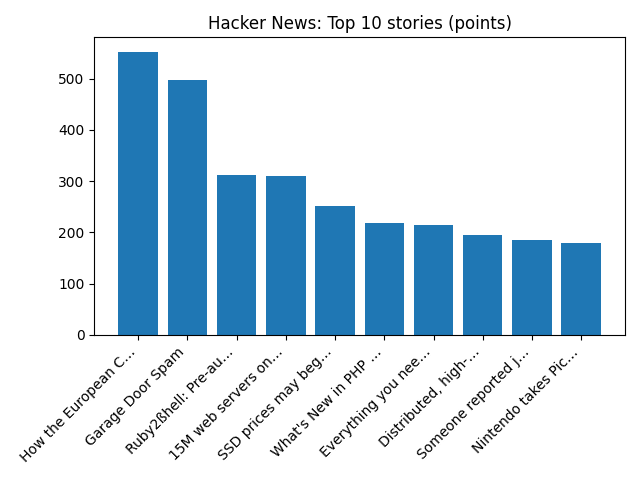 Hacker News: Top 10 stories (points)
500
400
300
200
100
0
How the European C...
Garage Door Spam
Ruby2ßhell: Pre-au...
15M web servers on...
SSD prices may beg...
What's New in PHP ...
Everything you nee...
Distributed, high-...
Someone reported j...
Nintendo takes Pic...